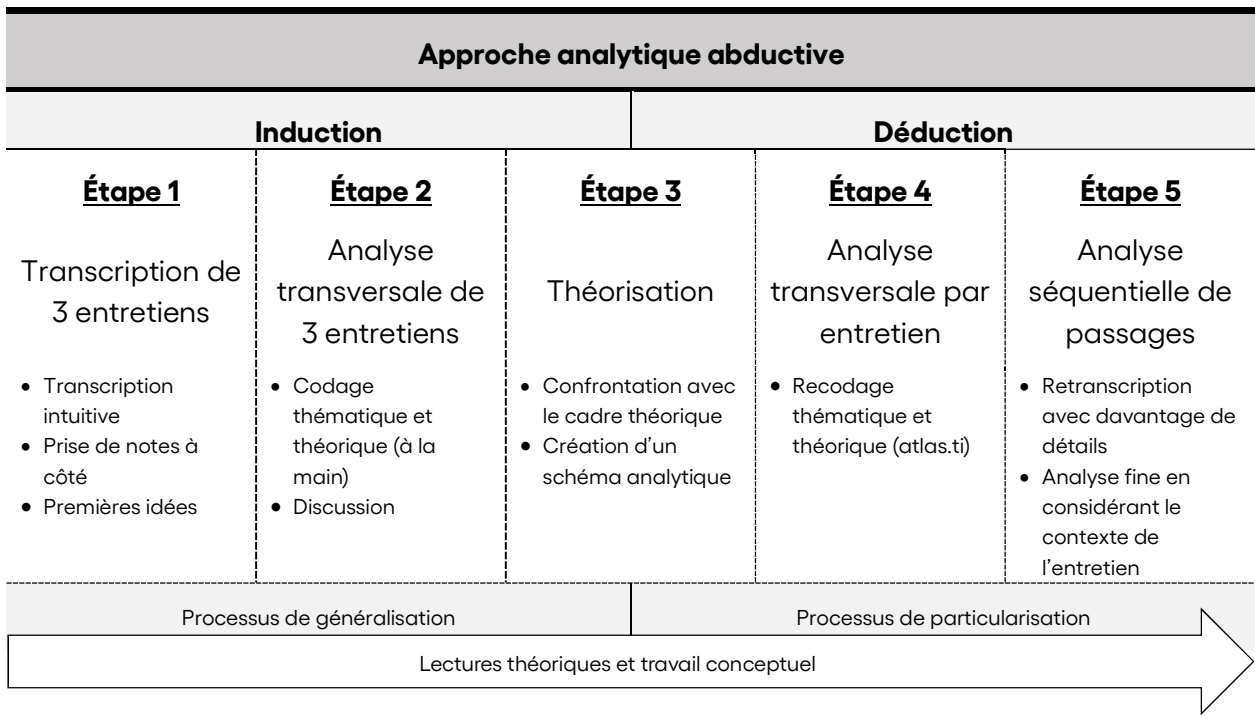 Approche analytique abductive
Induction
Déduction
Étape 1
Transcription de
3 entretiens
• Transcription
intuitive
• Prise de notes à
côté
• Premières idées
Étape 2
Analyse
transversale de
3 entretiens
• Codage
thématique et
théorique (à la
main)
• Discussion
Étape 3
Théorisation
• Confrontation avec
le cadre théorique
• Création d'un
schéma analytique
Étape 4
Analyse
transversale par
entretien
• Recodage
thématique et
théorique (atlas.ti)
Étape 5
Analyse
séquentielle de
passages
• Retranscription
avec davantage de
détails
• Analyse fine en
considérant le
contexte de
l'entretien
Processus de généralisation
Processus de particularisation
Lectures théoriques et travail conceptuel